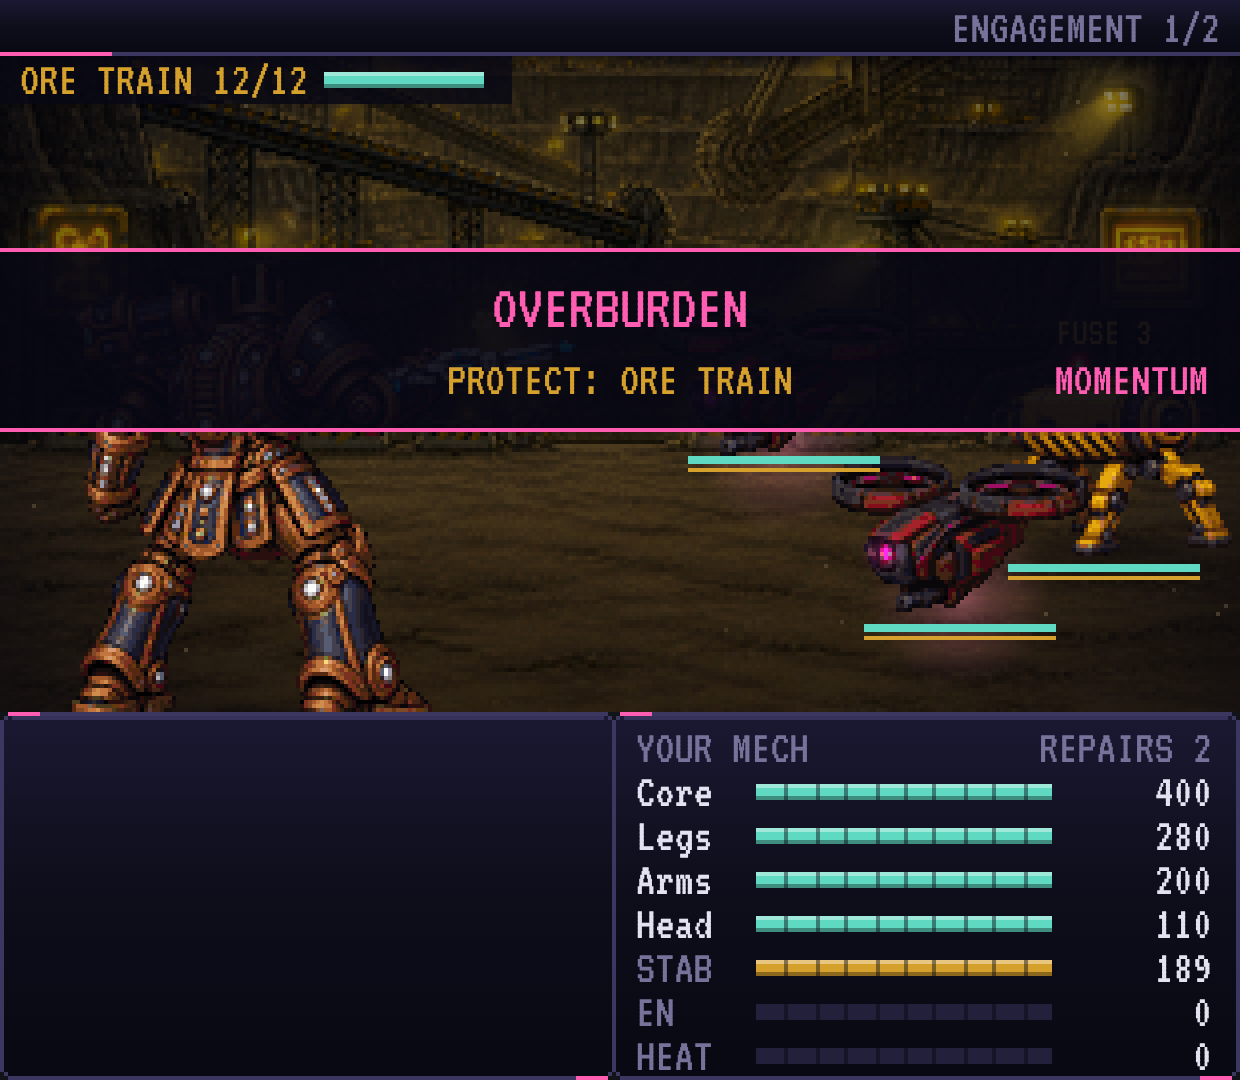 ENGAGEMENT 1/2
ORE TRAIN 12/12
OVERBURDEN
FUSE 3
PROTECT: ORE TRAIN
MOMENTUM
YOUR MECH
REPAIRS 2
Core 400
Legs 280
Arms 200
Head 110
STAB 189
EN 0
HEAT 0